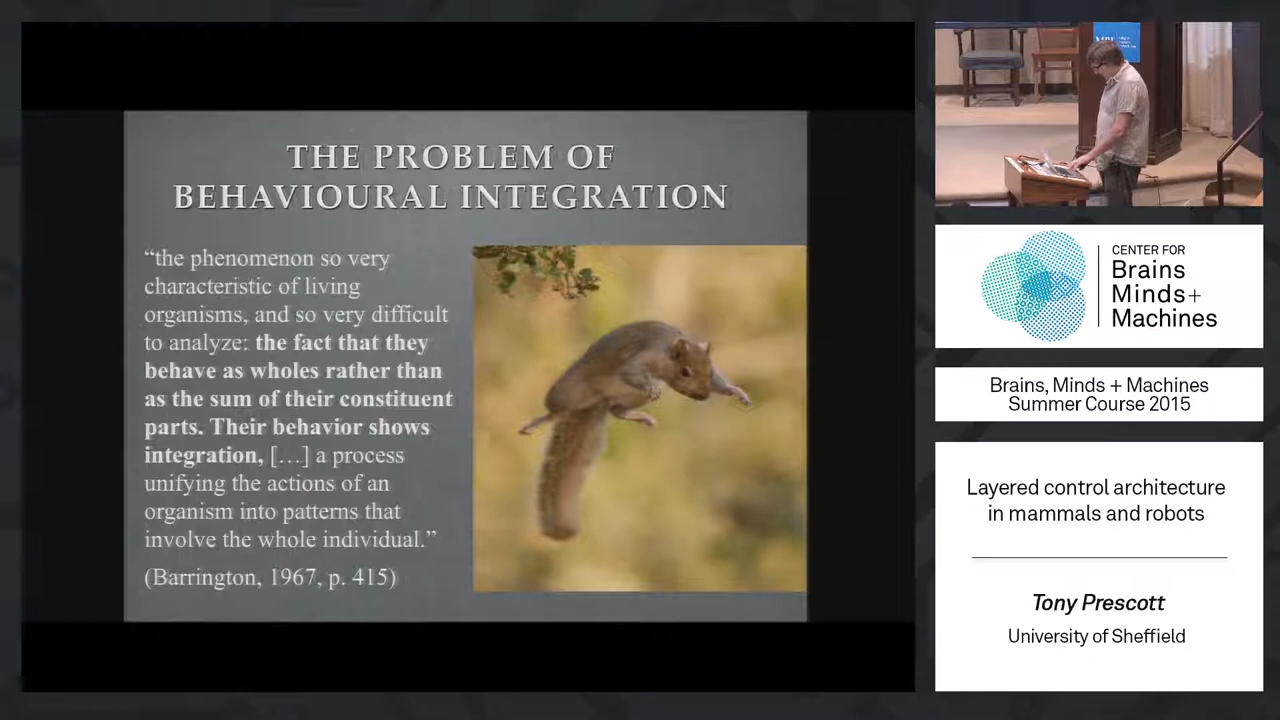 THE PROBLEM OF
BEHAVIOURAL INTEGRATION
“the phenomenon so very
characteristic of living
organisms, and so very difficult
to analyze: the fact that they
behave as wholes rather than
as the sum of their constituent
parts. Their behavior shows
integration, […] a process
unifying the actions of an
organism into patterns that
involve the whole individual.”
(Barrington, 1967, p. 415)
CENTER FOR
Brains
Minds+
Machines
Brains, Minds + Machines
Summer Course 2015
Layered control architecture
in mammals and robots
Tony Prescott
University of Sheffield